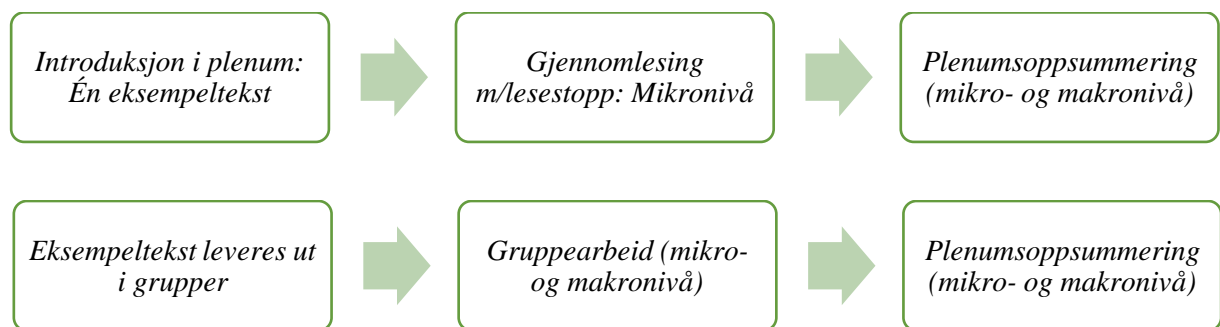 Introduksjon i plenum:
Én eksempeltekst
Gjennomlesing
m/lesestopp: Mikronivå
Plenumsoppsummering
(mikro- og makronivå)
Eksempeltekst leveres ut
i grupper
Gruppearbeid (mikro-
og makronivå)
Plenumsoppsummering
(mikro- og makronivå)